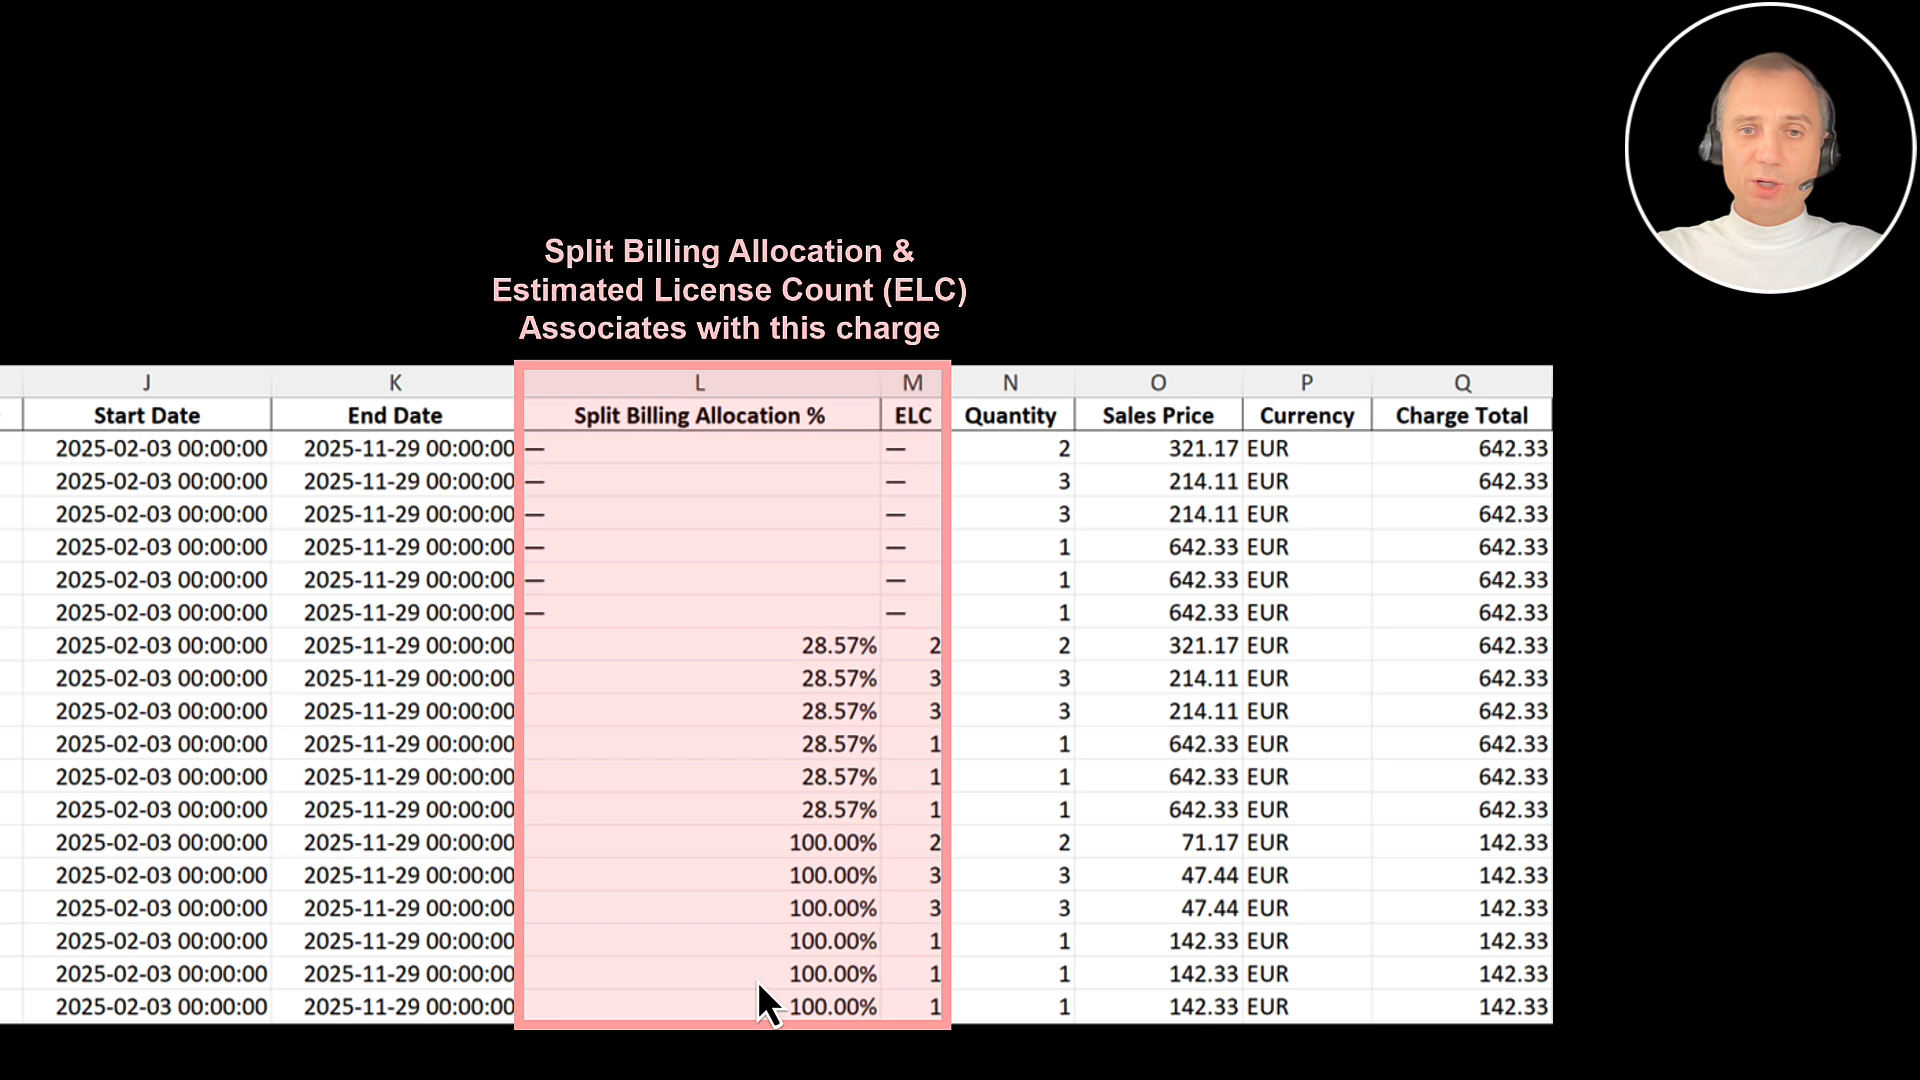 Split Billing Allocation &
Estimated License Count (ELC)
Associates with this charge
J K L M N O P Q
Start Date End Date Split Billing Allocation % ELC Quantity Sales Price Currency Charge Total
2025-02-03 00:00:00 2025-11-29 00:00:00 — — 2 321.17 EUR 642.33
2025-02-03 00:00:00 2025-11-29 00:00:00 — — 3 214.11 EUR 642.33
2025-02-03 00:00:00 2025-11-29 00:00:00 — — 3 214.11 EUR 642.33
2025-02-03 00:00:00 2025-11-29 00:00:00 — — 1 642.33 EUR 642.33
2025-02-03 00:00:00 2025-11-29 00:00:00 — — 1 642.33 EUR 642.33
2025-02-03 00:00:00 2025-11-29 00:00:00 — — 1 642.33 EUR 642.33
2025-02-03 00:00:00 2025-11-29 00:00:00 28.57% 2 2 321.17 EUR 642.33
2025-02-03 00:00:00 2025-11-29 00:00:00 28.57% 3 3 214.11 EUR 642.33
2025-02-03 00:00:00 2025-11-29 00:00:00 28.57% 3 3 214.11 EUR 642.33
2025-02-03 00:00:00 2025-11-29 00:00:00 28.57% 1 1 642.33 EUR 642.33
2025-02-03 00:00:00 2025-11-29 00:00:00 28.57% 1 1 642.33 EUR 642.33
2025-02-03 00:00:00 2025-11-29 00:00:00 28.57% 1 1 642.33 EUR 642.33
2025-02-03 00:00:00 2025-11-29 00:00:00 100.00% 2 2 71.17 EUR 142.33
2025-02-03 00:00:00 2025-11-29 00:00:00 100.00% 3 3 47.44 EUR 142.33
2025-02-03 00:00:00 2025-11-29 00:00:00 100.00% 3 3 47.44 EUR 142.33
2025-02-03 00:00:00 2025-11-29 00:00:00 100.00% 1 1 142.33 EUR 142.33
2025-02-03 00:00:00 2025-11-29 00:00:00 100.00% 1 1 142.33 EUR 142.33
2025-02-03 00:00:00 2025-11-29 00:00:00 100.00% 1 1 142.33 EUR 142.33